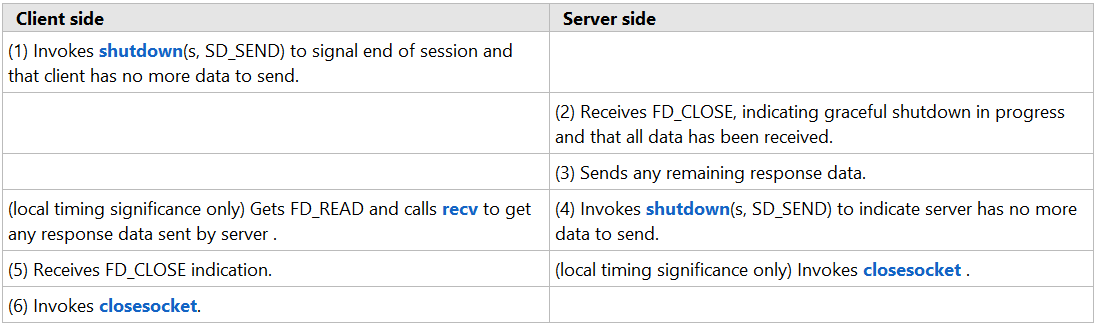 Client side
Server side
(1) Invokes shutdown(s, SD_SEND) to signal end of session and
that client has no more data to send.
(2) Receives FD_CLOSE, indicating graceful shutdown in progress
and that all data has been received.
(3) Sends any remaining response data.
(local timing significance only) Gets FD_READ and calls recv to get
any response data sent by server .
(4) Invokes shutdown(s, SD_SEND) to indicate server has no more
data to send.
(5) Receives FD_CLOSE indication.
(local timing significance only) Invokes closesocket .
(6) Invokes closesocket.